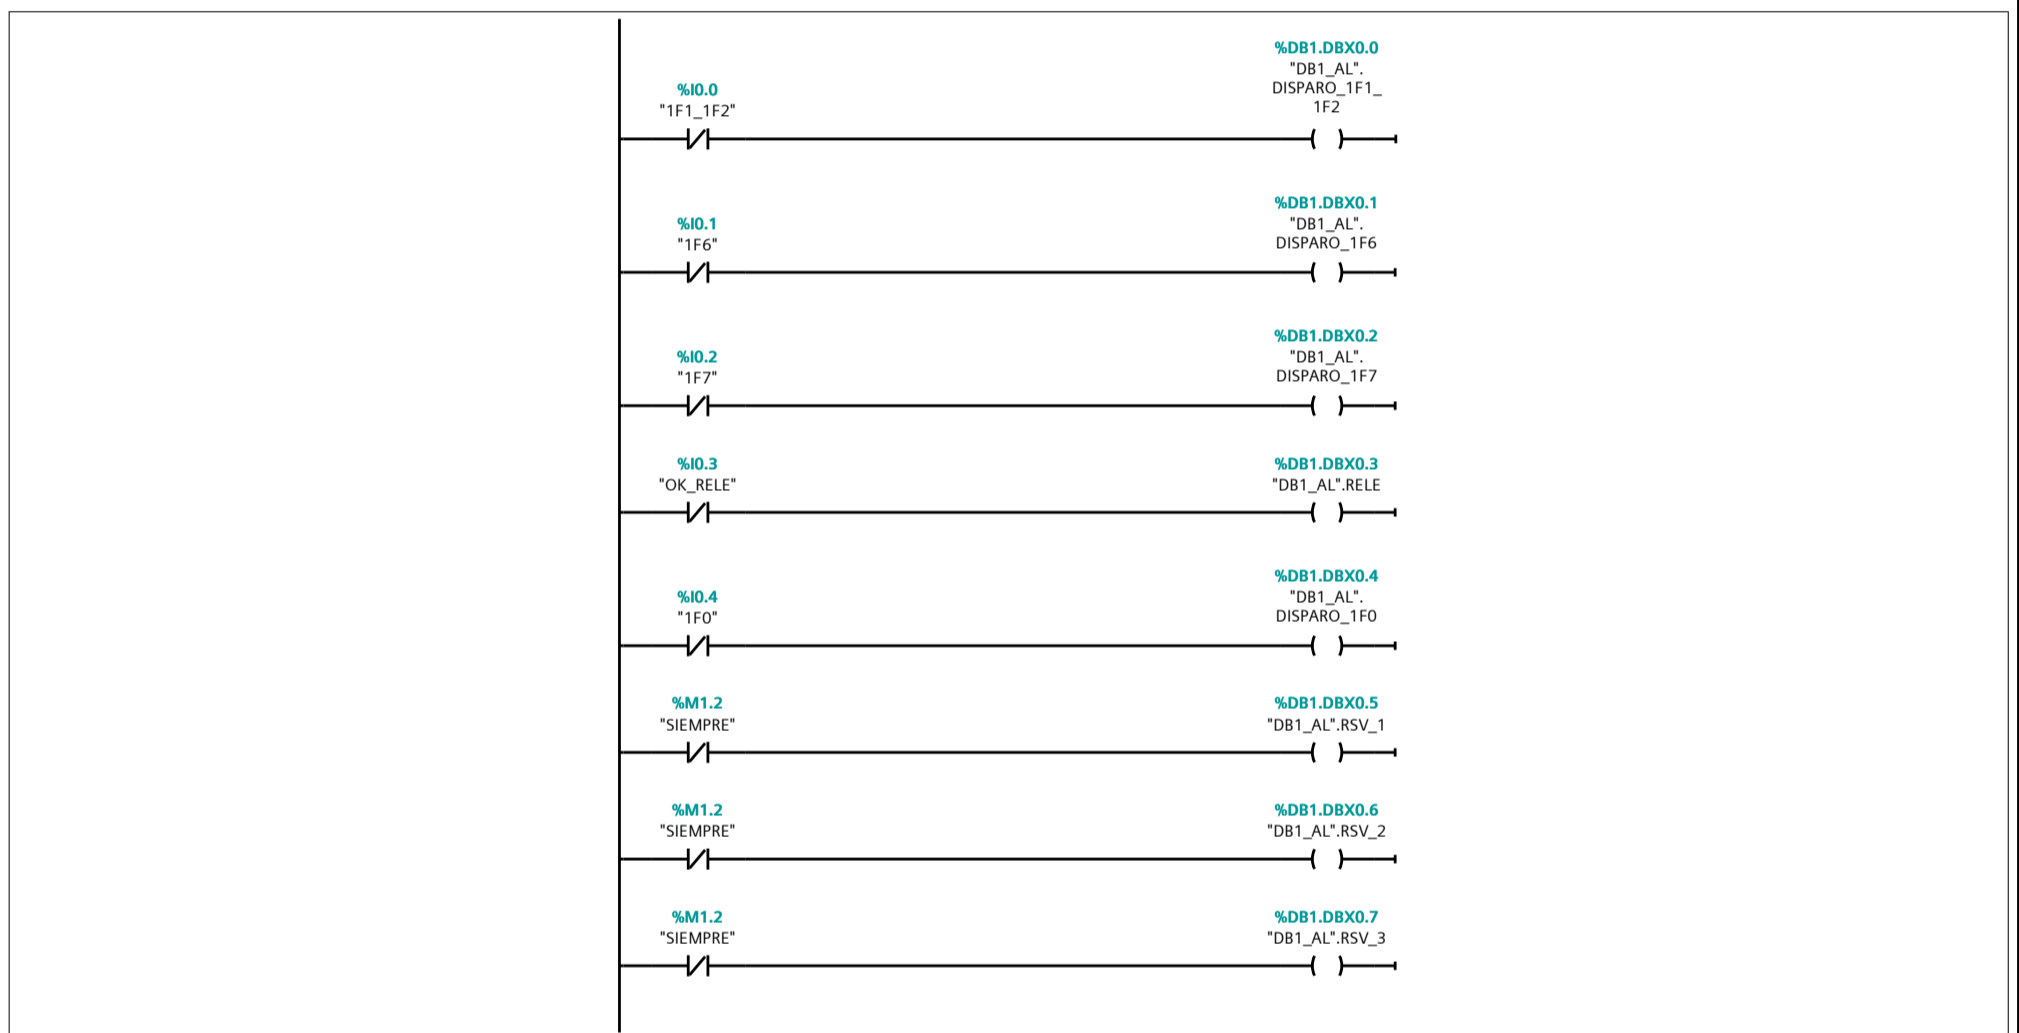 %DB1.DBX0.0
"DB1_AL".
DISPARO_1F1_
1F2
%I0.0
"1F1_1F2"
%DB1.DBX0.1
"DB1_AL".
DISPARO_1F6
%I0.1
"1F6"
%DB1.DBX0.2
"DB1_AL".
DISPARO_1F7
%I0.2
"1F7"
%I0.3
"OK_RELE"
%DB1.DBX0.3
"DB1_AL".RELE
%DB1.DBX0.4
"DB1_AL".
DISPARO_1F0
%I0.4
"1F0"
%M1.2
"SIEMPRE"
%DB1.DBX0.5
"DB1_AL".RSV_1
%M1.2
"SIEMPRE"
%DB1.DBX0.6
"DB1_AL".RSV_2
%M1.2
"SIEMPRE"
%DB1.DBX0.7
"DB1_AL".RSV_3